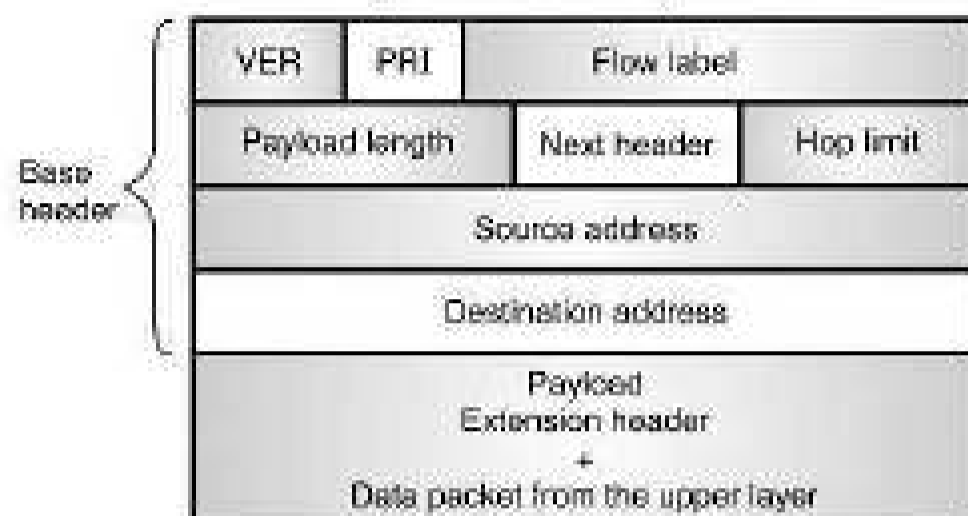 VER PRI Flow label
Payload length Next header Hop limit
Base
header
Source address
Destination address
Payload
Extension header
+
Data packet from the upper layer